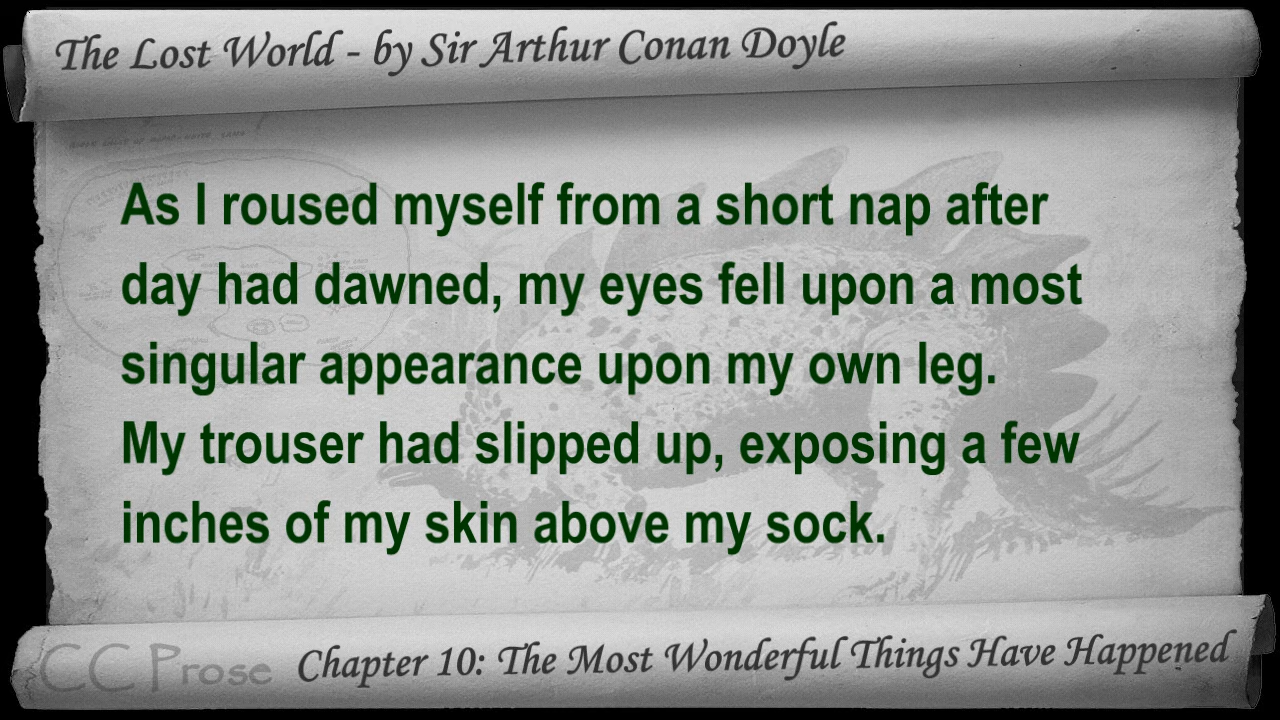 The Lost World - by Sir Arthur Conan Doyle
As I roused myself from a short nap after
day had dawned, my eyes fell upon a most
singular appearance upon my own leg.
My trouser had slipped up, exposing a few
inches of my skin above my sock.
CC Prose
Chapter 10: The Most Wonderful Things Have Happened